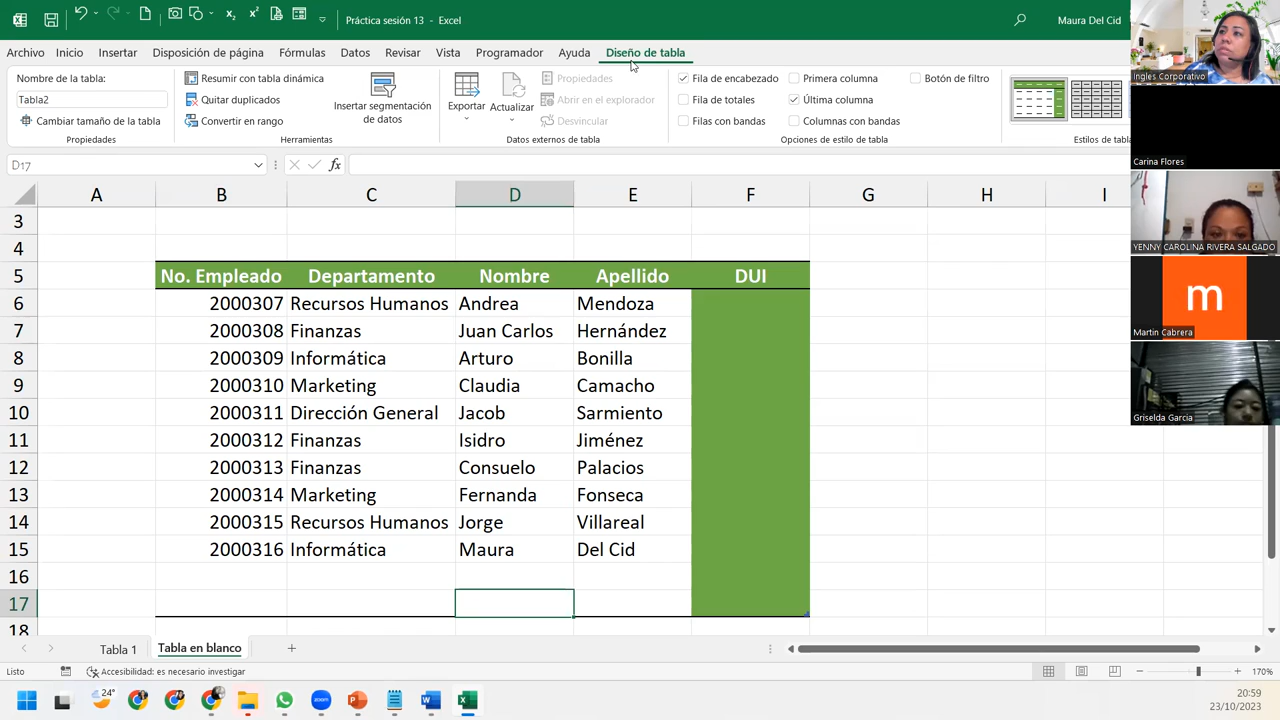 Práctica sesión 13 - Excel
Maura Del Cid
Archivo Inicio Insertar Disposición de página Fórmulas Datos Revisar Vista Programador Ayuda Diseño de tabla
Nombre de la tabla:
Tabla2
Cambiar tamaño de la tabla
Propiedades
Resumir con tabla dinámica
Quitar duplicados
Convertir en rango
Insertar segmentación
de datos
Herramientas
Exportar
Actualizar
Propiedades
Abrir en el explorador
Desvincular
Datos externos de tabla
Fila de encabezado
Primera columna
Botón de filtro
Fila de totales
Última columna
Filas con bandas
Columnas con bandas
Opciones de estilo de tabla
Estilos de tabla
D17
fx
A B C D E F G H I
3
4
5 No. Empleado Departamento Nombre Apellido DUI
6 2000307 Recursos Humanos Andrea Mendoza
7 2000308 Finanzas Juan Carlos Hernández
8 2000309 Informática Arturo Bonilla
9 2000310 Marketing Claudia Camacho
10 2000311 Dirección General Jacob Sarmiento
11 2000312 Finanzas Isidro Jiménez
12 2000313 Finanzas Consuelo Palacios
13 2000314 Marketing Fernanda Fonseca
14 2000315 Recursos Humanos Jorge Villareal
15 2000316 Informática Maura Del Cid
16
17
18
Tabla 1 Tabla en blanco
Listo
Accesibilidad: es necesario investigar
170%
24°
zoom
20:59
23/10/2023
Ingles Corporativo
Carina Flores
YENNY CAROLINA RIVERA SALGADO
m
Martin Cabrera
Griselda Garcia